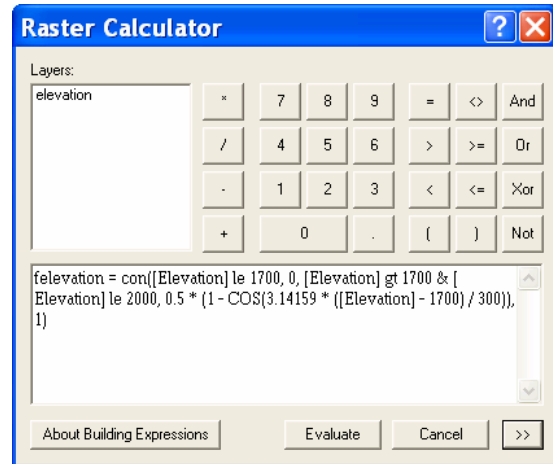 Raster Calculator
Layers:
elevation
* 7 8 9 = <> And
/ 4 5 6 > >= Or
- 1 2 3 < <= Xor
+ 0 . ( ) Not
felevation = con([Elevation] le 1700, 0, [Elevation] gt 1700 & [
Elevation] le 2000, 0.5 * (1 - COS(3.14159 * ([Elevation] - 1700) / 300)),
1)
About Building Expressions Evaluate Cancel >>